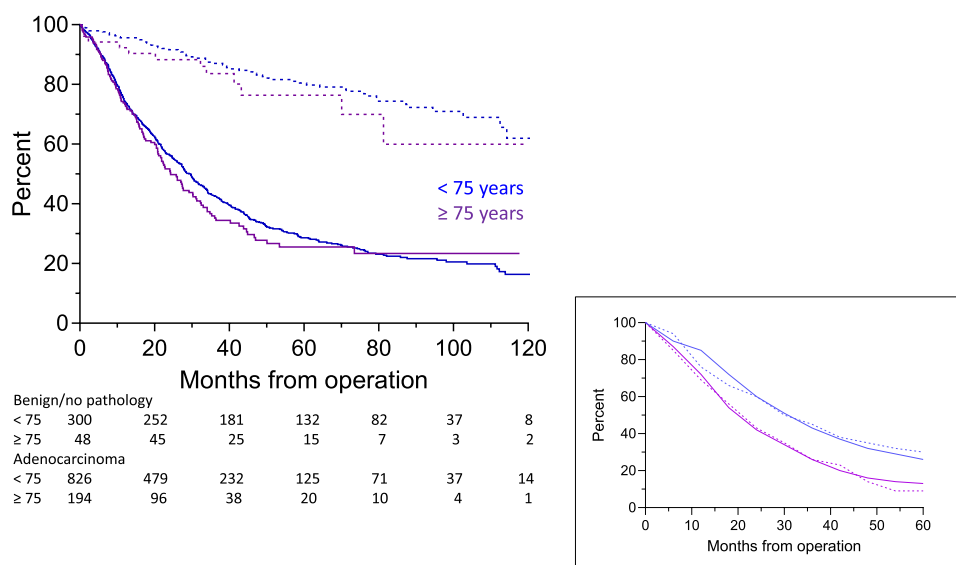 100
80
60
40
20
0
Percent
< 75 years
≥ 75 years
0 20 40 60 80 100 120
Months from operation
Benign/no pathology
< 75 300 252 181 132 82 37 8
≥ 75 48 45 25 15 7 3 2
Adenocarcinoma
< 75 826 479 232 125 71 37 14
≥ 75 194 96 38 20 10 4 1
100
80
60
40
20
0
Percent
0 10 20 30 40 50 60
Months from operation